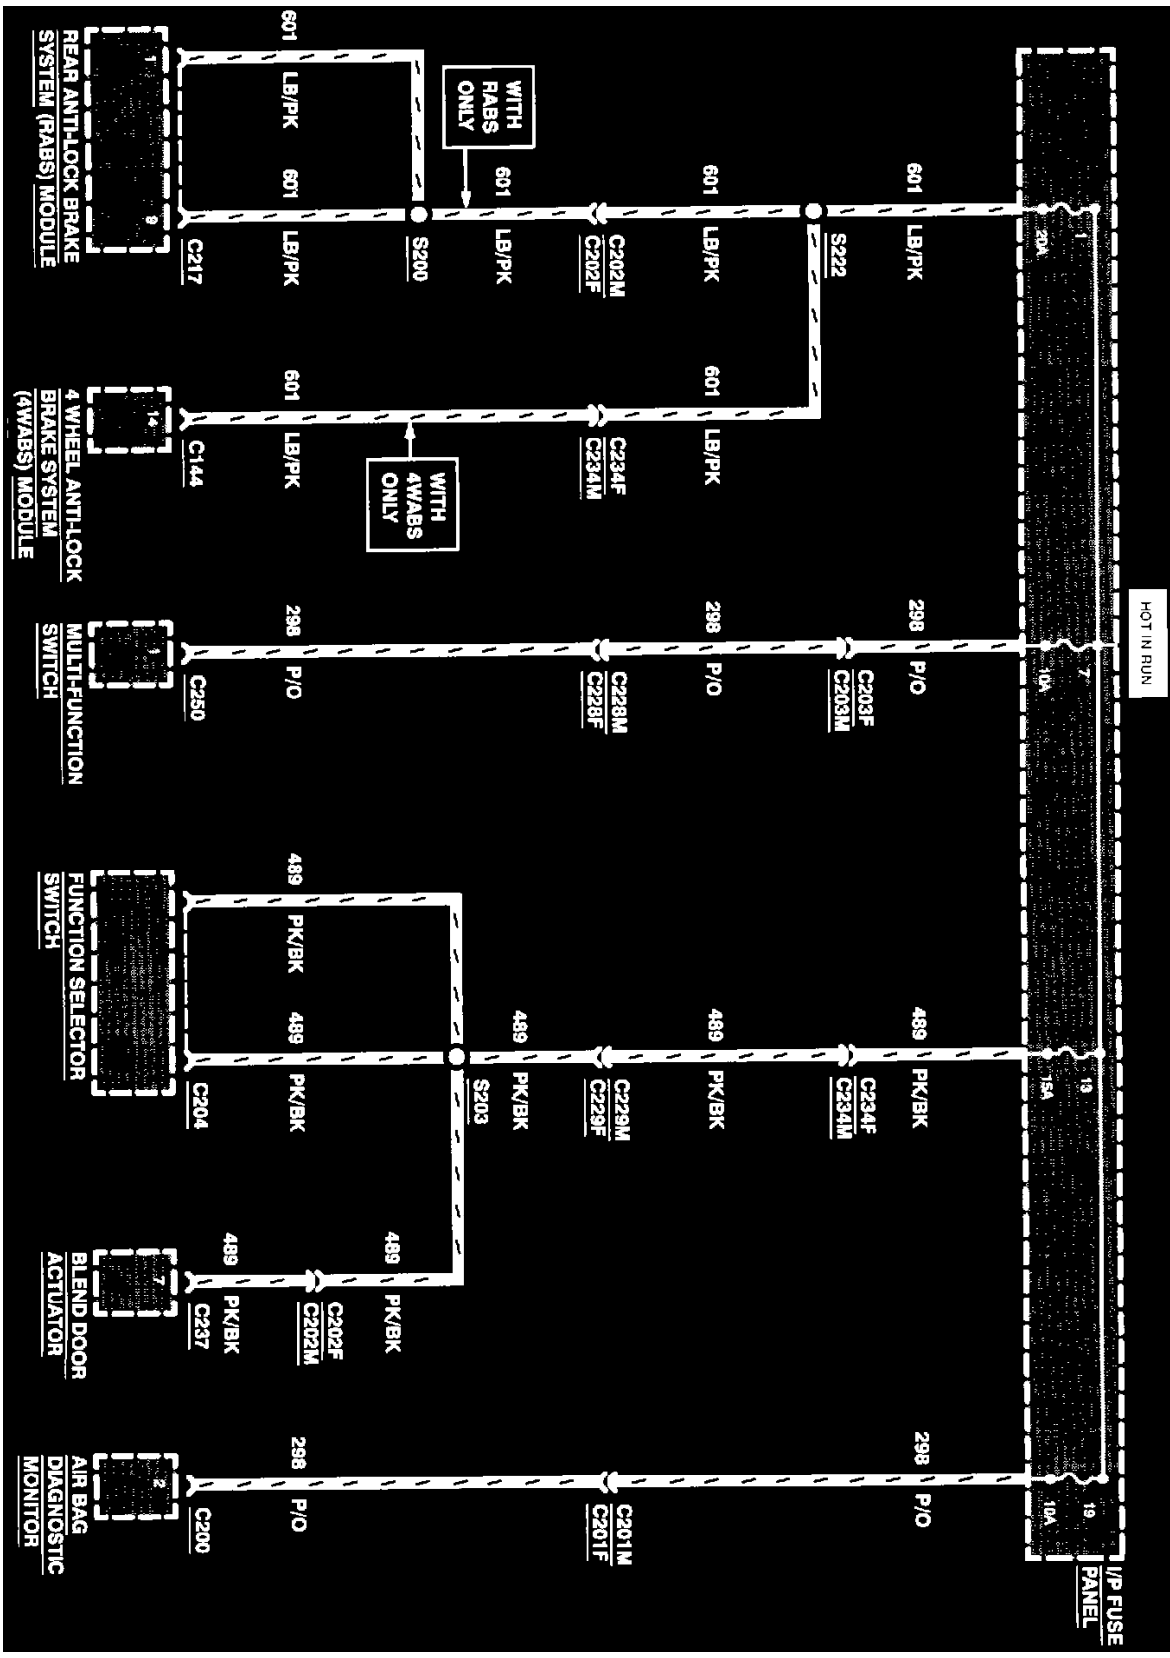 HOT IN RUN
I/P FUSE
PANEL
1
20A
7
10A
13
15A
19
10A
601 LB/PK
S222
601 LB/PK
C202M
C202F
601 LB/PK
WITH
RABS
ONLY
S200
601 LB/PK
601 LB/PK
C217
1
9
REAR ANTI-LOCK BRAKE
SYSTEM (RABS) MODULE
601 LB/PK
C234F
C234M
WITH
4WABS
ONLY
601 LB/PK
C144
14
4 WHEEL ANTI-LOCK
BRAKE SYSTEM
(4WABS) MODULE
298 P/O
C203F
C203M
298 P/O
C228M
C228F
298 P/O
C250
1
MULTI-FUNCTION
SWITCH
489 PK/BK
C234F
C234M
489 PK/BK
C229M
C229F
489 PK/BK
S203
489 PK/BK
489 PK/BK
C204
FUNCTION SELECTOR
SWITCH
489 PK/BK
C202F
C202M
489 PK/BK
C237
7
BLEND DOOR
ACTUATOR
298 P/O
C201M
C201F
298 P/O
C200
2
AIR BAG
DIAGNOSTIC
MONITOR